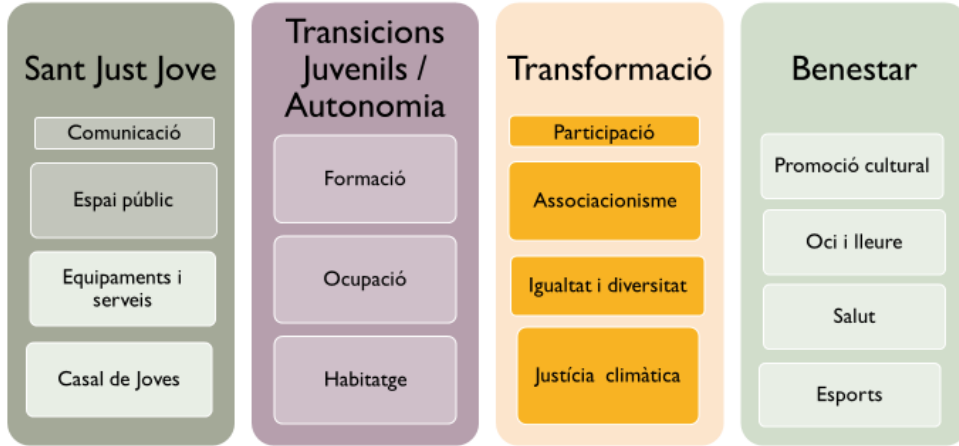 Sant Just Jove
Comunicació
Espai públic
Equipaments i
serveis
Casal de Joves
Transicions
Juvenils /
Autonomia
Formació
Ocupació
Habitatge
Transformació
Participació
Associacionisme
Igualtat i diversitat
Justícia climàtica
Benestar
Promoció cultural
Oci i lleure
Salut
Esports